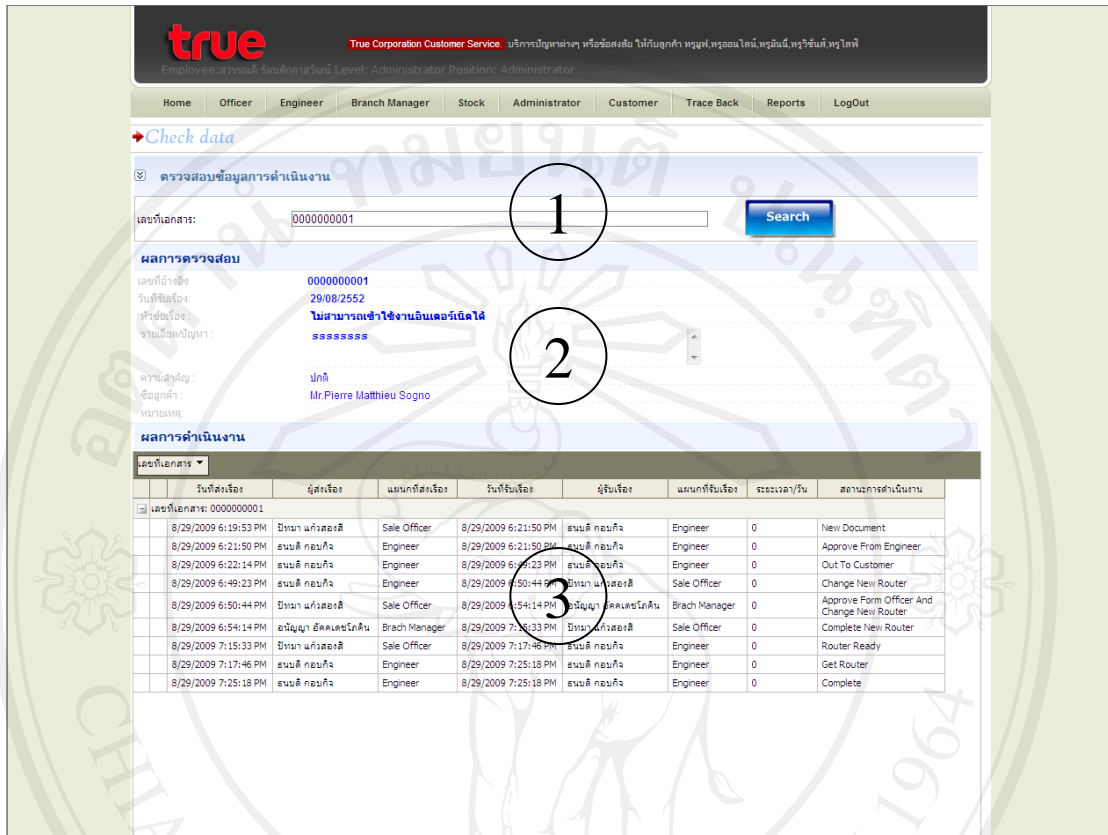 true
True Corporation Customer Service. บริการปัญหาต่างๆ หรือข้อสงสัย ให้กับลูกค้า ทรูมูฟ,ทรูออนไลน์,ทรูมันนี่,ทรูวิชั่นส์,ทรูไลฟ์
Employee:สุวรรณลี รัตนศักดาสุวัฒน์ Level: Administrator Position: Administrator
Home Officer Engineer Branch Manager Stock Administrator Customer Trace Back Reports LogOut
Check data
ตรวจสอบข้อมูลการดำเนินงาน
เลขที่เอกสาร: 0000000001 Search
1
ผลการตรวจสอบ
เลขที่อ้างอิง 0000000001
วันที่รับเรื่อง: 29/08/2552
หัวข้อเรื่อง : ไม่สามารถเข้าใช้งานอินเตอร์เน็ตได้
รายเอียด/ปัญหา : ssssssss
2
ความสำคัญ : ปกติ
ชื่อลูกค้า : Mr.Pierre Matthieu Sogno
หมายเหตุ:
ผลการดำเนินงาน
เลขที่เอกสาร
วันที่ส่งเรื่อง ผู้ส่งเรื่อง แผนกที่ส่งเรื่อง วันที่รับเรื่อง ผู้รับเรื่อง แผนกที่รับเรื่อง ระยะเวลา/วัน สถานะการดำเนินงาน
เลขที่เอกสาร: 0000000001
8/29/2009 6:19:53 PM ปัทมา แก้วสองสี Sale Officer 8/29/2009 6:21:50 PM ธนบดี กอบกิจ Engineer 0 New Document
8/29/2009 6:21:50 PM ธนบดี กอบกิจ Engineer 8/29/2009 6:21:50 PM ธนบดี กอบกิจ Engineer 0 Approve From Engineer
8/29/2009 6:22:14 PM ธนบดี กอบกิจ Engineer 8/29/2009 6:49:23 PM ธนบดี กอบกิจ Engineer 0 Out To Customer
8/29/2009 6:49:23 PM ธนบดี กอบกิจ Engineer 8/29/2009 6:50:44 PM ปัทมา แก้วสองสี Sale Officer 0 Change New Router
8/29/2009 6:50:44 PM ปัทมา แก้วสองสี Sale Officer 8/29/2009 6:54:14 PM อนัญญา อัคคเดชโภคิน Brach Manager 0 Approve Form Officer And
Change New Router
3
8/29/2009 6:54:14 PM อนัญญา อัคคเดชโภคิน Brach Manager 8/29/2009 7:15:33 PM ปัทมา แก้วสองสี Sale Officer 0 Complete New Router
8/29/2009 7:15:33 PM ปัทมา แก้วสองสี Sale Officer 8/29/2009 7:17:46 PM ธนบดี กอบกิจ Engineer 0 Router Ready
8/29/2009 7:17:46 PM ธนบดี กอบกิจ Engineer 8/29/2009 7:25:18 PM ธนบดี กอบกิจ Engineer 0 Get Router
8/29/2009 7:25:18 PM ธนบดี กอบกิจ Engineer 8/29/2009 7:25:18 PM ธนบดี กอบกิจ Engineer 0 Complete
1964